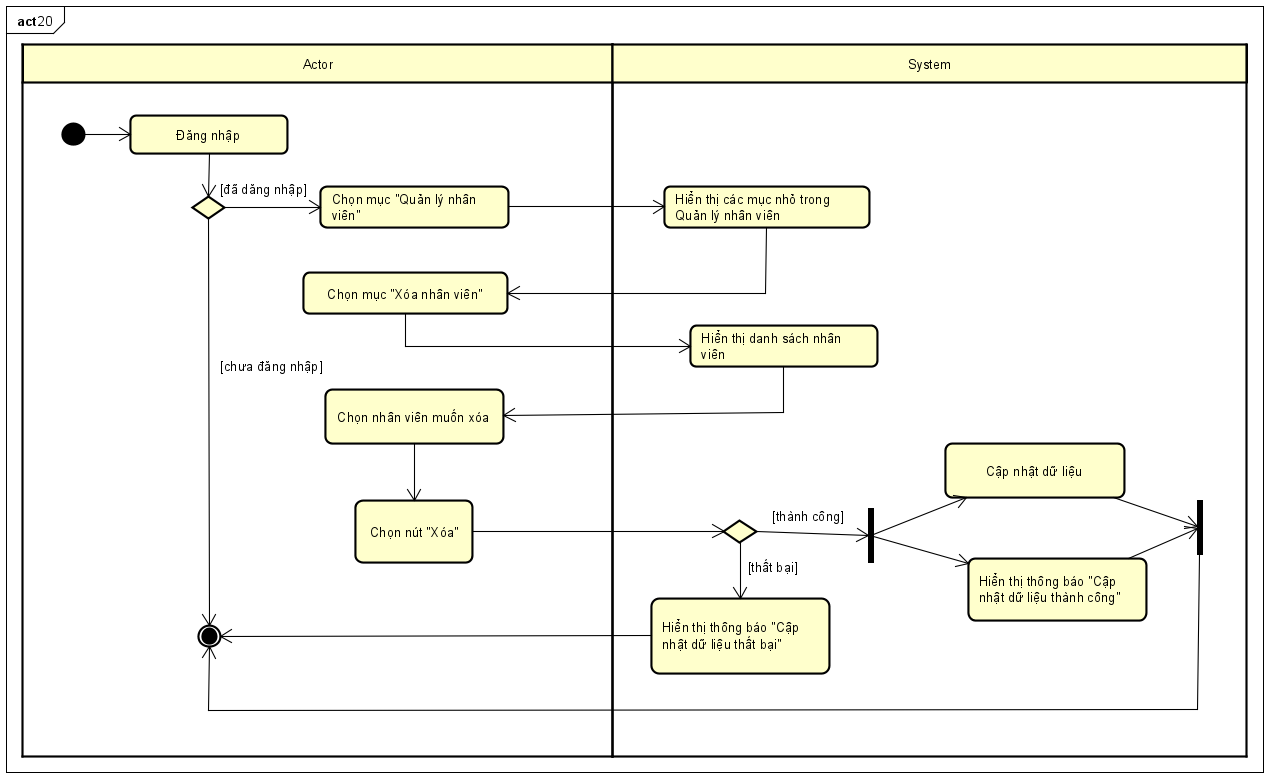 act20
Actor
System
Đăng nhập
[đã dăng nhập]
Chọn mục "Quản lý nhân
viên"
Hiển thị các mục nhỏ trong
Quản lý nhân viên
Chọn mục "Xóa nhân viên"
Hiển thị danh sách nhân
viên
[chưa đăng nhập]
Chọn nhân viên muốn xóa
Cập nhật dữ liệu
Chọn nút "Xóa"
[thành công]
[thất bại]
Hiển thị thông báo "Cập
nhật dữ liệu thành công"
Hiển thị thông báo "Cập
nhật dữ liệu thất bại"